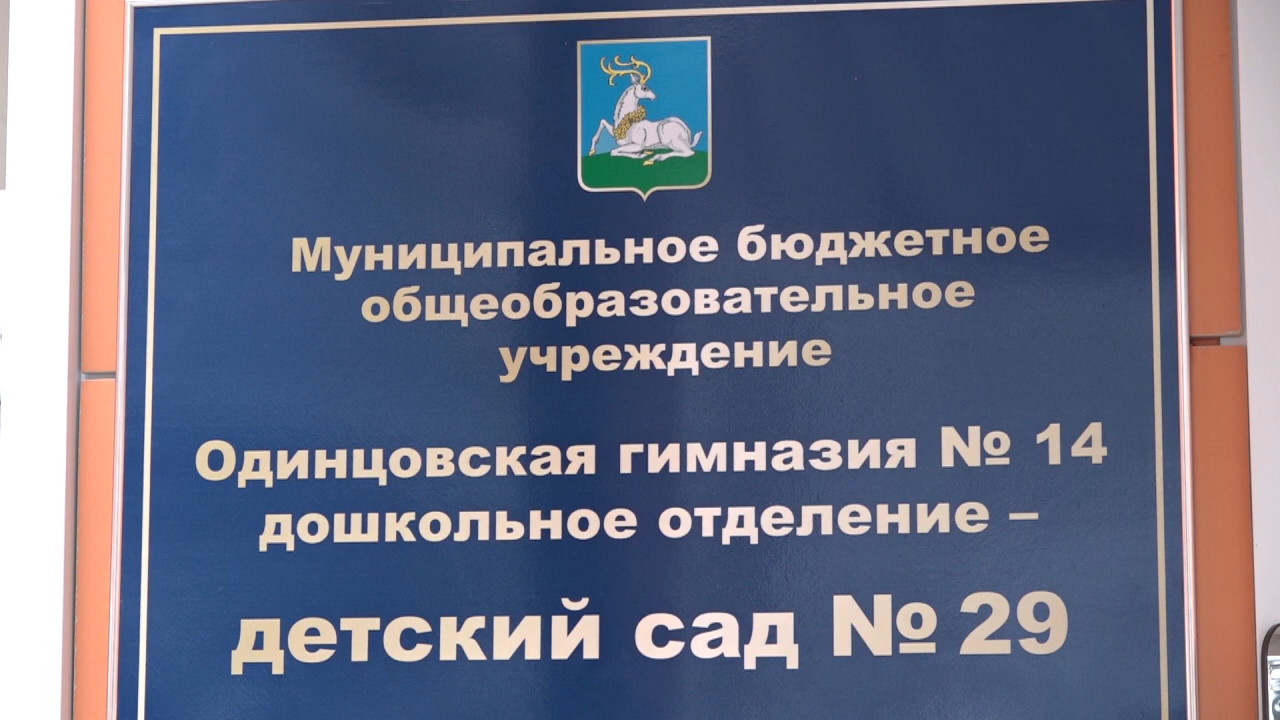 Муниципальное бюджетное
общеобразовательное
учреждение
Одинцовская гимназия № 14
дошкольное отделение –
детский сад № 29